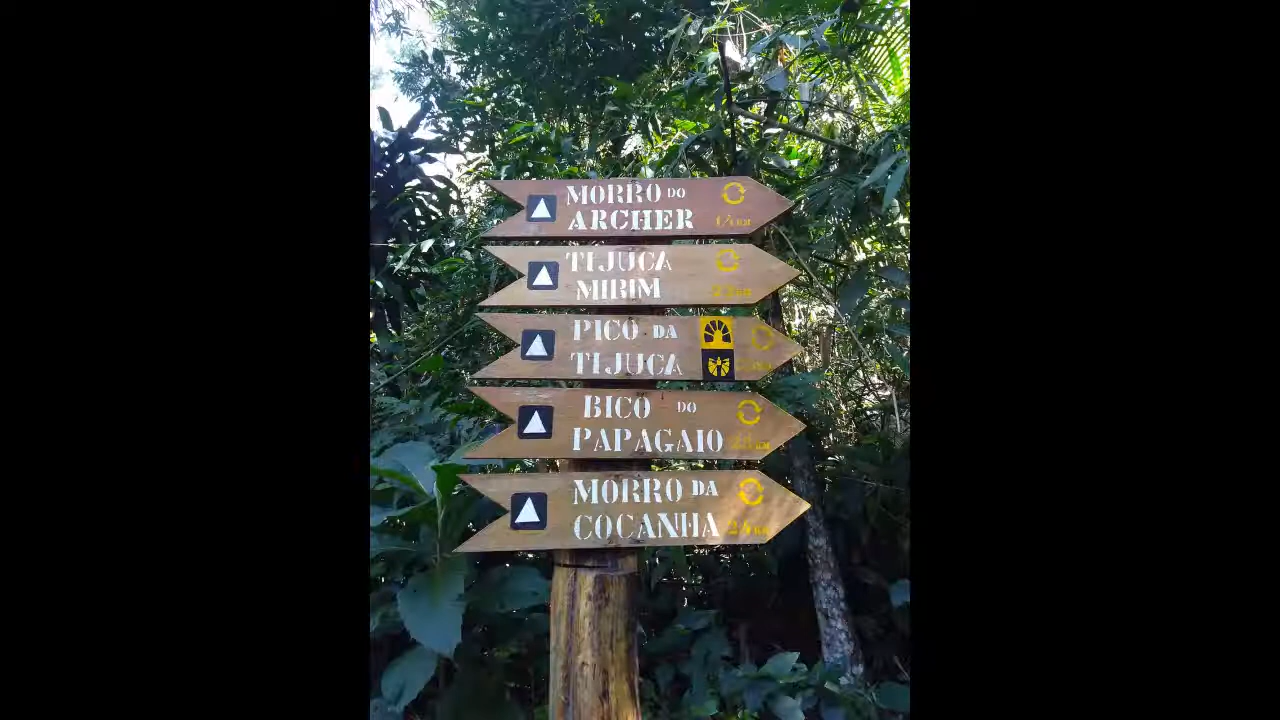 MORRO DO
ARCHER
TIJUCA
MIRIM
PICO DA
TIJUCA
BICO DO
PAPAGAIO
MORRO DA
COCANHA